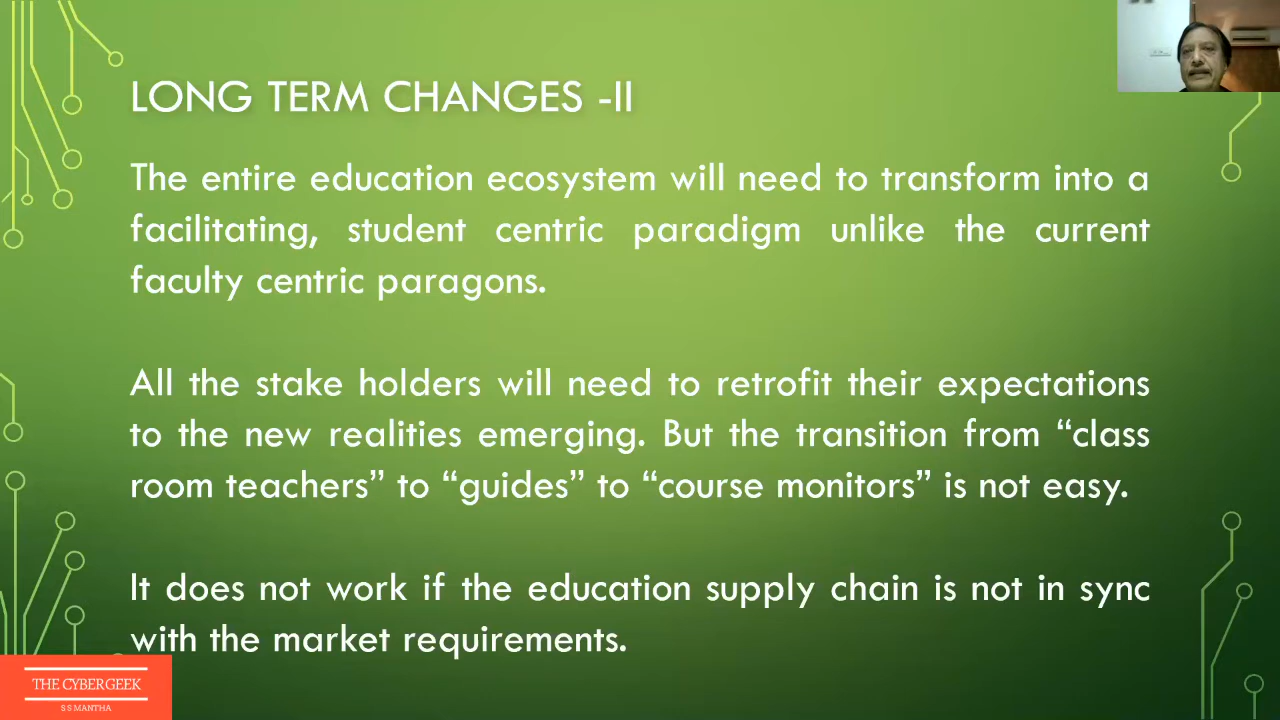 LONG TERM CHANGES -II
The entire education ecosystem will need to transform into a
facilitating, student centric paradigm unlike the current
faculty centric paragons.
All the stake holders will need to retrofit their expectations
to the new realities emerging. But the transition from “class
room teachers” to “guides” to “course monitors” is not easy.
It does not work if the education supply chain is not in sync
with the market requirements.
THE CYBERGEEK
S S MANTHA